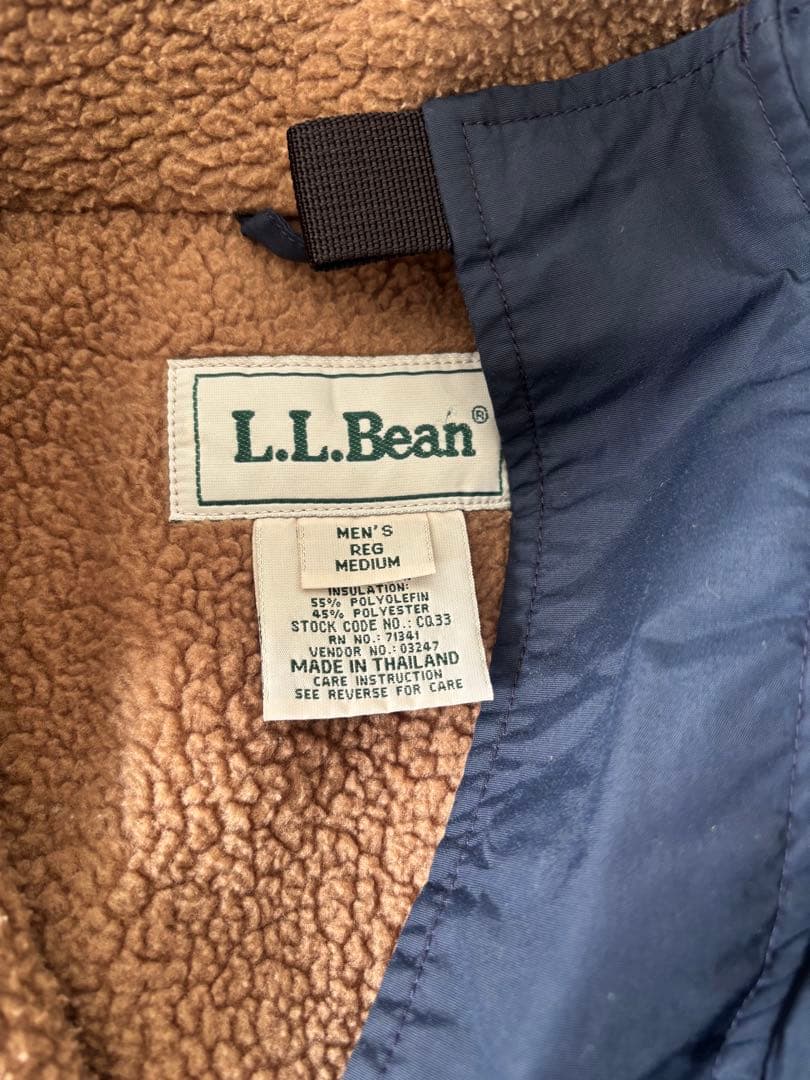 L.L.Bean®
MEN'S
REG
MEDIUM
INSULATION:
55% POLYOLEFIN
45% POLYESTER
STOCK CODE NO.: CQ33
RN NO.: 71341
VENDOR NO.: 03247
MADE IN THAILAND
CARE INSTRUCTION
SEE REVERSE FOR CARE